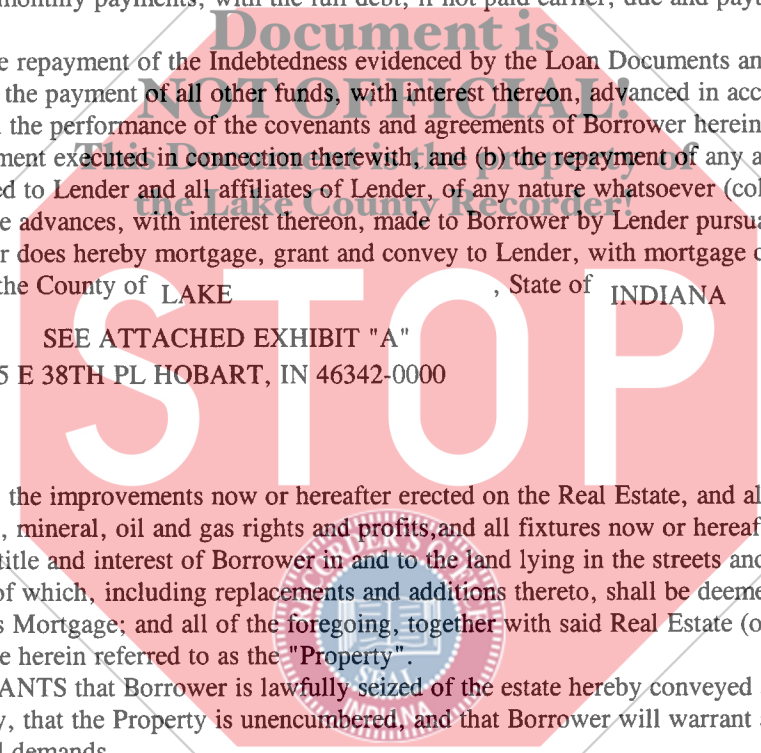 monthly payments, with the full debt, if not paid earlier, due and pay
Document is
e repayment of the Indebtedness evidenced by the Loan Documents an
NOT OFFICIAL!
the payment of all other funds, with interest thereon, advanced in acc
the performance of the covenants and agreements of Borrower herein
This Document is the property of
ment executed in connection therewith, and (b) the repayment of any a
ed to Lender and all affiliates of Lender, of any nature whatsoever (col
the Lake County Recorder!
e advances, with interest thereon, made to Borrower by Lender pursua
r does hereby mortgage, grant and convey to Lender, with mortgage c
the County of LAKE , State of INDIANA
SEE ATTACHED EXHIBIT "A"
5 E 38TH PL HOBART, IN 46342-0000
STOP
the improvements now or hereafter erected on the Real Estate, and al
, mineral, oil and gas rights and profits,and all fixtures now or hereaf
title and interest of Borrower in and to the land lying in the streets and
of which, including replacements and additions thereto, shall be deeme
s Mortgage; and all of the foregoing, together with said Real Estate (o
e herein referred to as the "Property".
SEAL
ANTS that Borrower is lawfully seized of the estate hereby conveyed
INDIANA
y, that the Property is unencumbered, and that Borrower will warrant a
demands